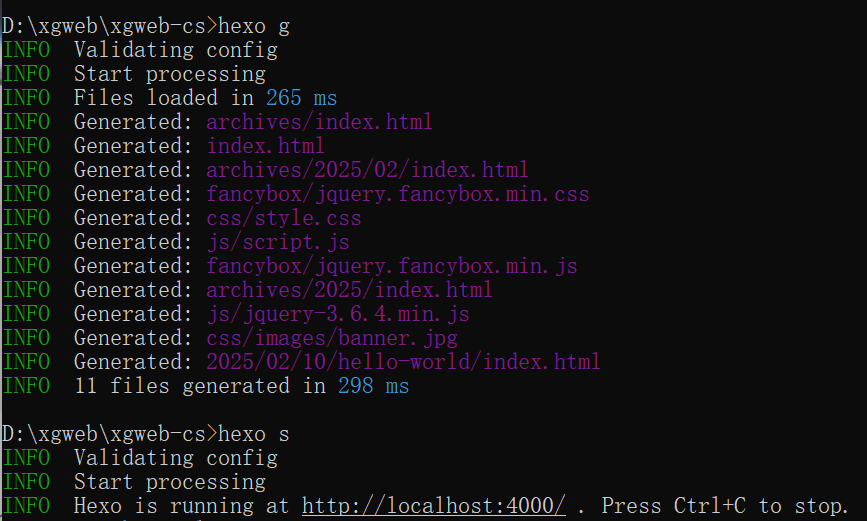 D:\xgweb\xgweb-cs>hexo g
INFO  Validating config
INFO  Start processing
INFO  Files loaded in 265 ms
INFO  Generated: archives/index.html
INFO  Generated: index.html
INFO  Generated: archives/2025/02/index.html
INFO  Generated: fancybox/jquery.fancybox.min.css
INFO  Generated: css/style.css
INFO  Generated: js/script.js
INFO  Generated: fancybox/jquery.fancybox.min.js
INFO  Generated: archives/2025/index.html
INFO  Generated: js/jquery-3.6.4.min.js
INFO  Generated: css/images/banner.jpg
INFO  Generated: 2025/02/10/hello-world/index.html
INFO  11 files generated in 298 ms
D:\xgweb\xgweb-cs>hexo s
INFO  Validating config
INFO  Start processing
INFO  Hexo is running at http://localhost:4000/ . Press Ctrl+C to stop.